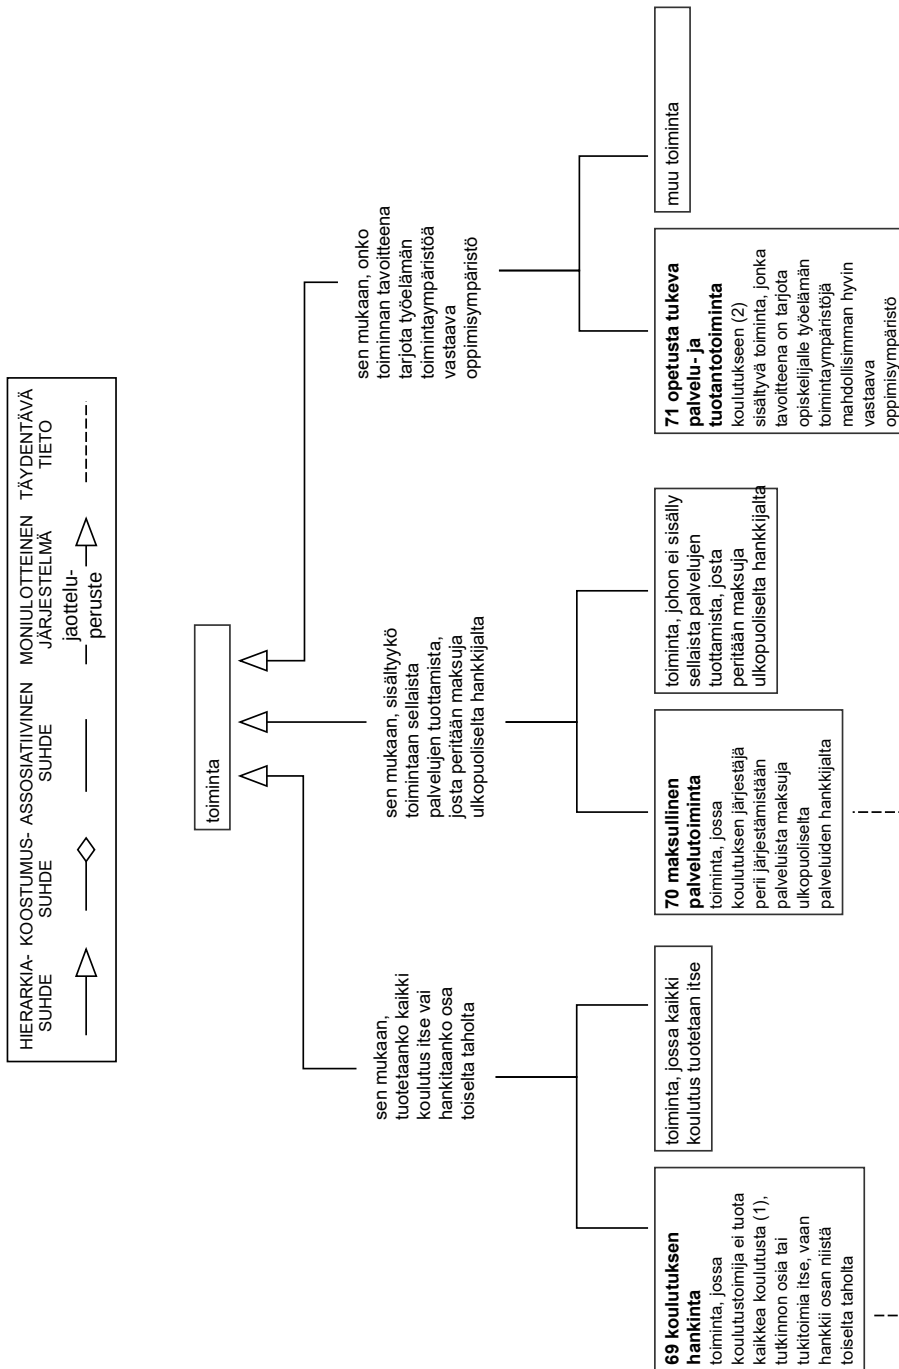 HIERARKIA-
SUHDE
KOOSTUMUS-
SUHDE
ASSOSIATIIVINEN
SUHDE
MONIULOTTEINEN
JÄRJESTELMÄ
jaottelu-
peruste
TÄYDENTÄVÄ
TIETO
toiminta
sen mukaan,
tuotetaanko kaikki
koulutus itse vai
hankitaanko osa
toiselta taholta
sen mukaan, sisältyykö
toimintaan sellaista
palvelujen tuottamista,
josta peritään maksuja
ulkopuoliselta hankkijalta
sen mukaan, onko
toiminnan tavoitteena
tarjota työelämän
toimintaympäristöä
vastaava
oppimisympäristö
69 koulutuksen
hankinta
toiminta, jossa
koulutustoimija ei tuota
kaikkea koulutusta (1),
tutkinnon osia tai
tukitoimia itse, vaan
hankkii osan niistä
toiselta taholta
toiminta, jossa kaikki
koulutus tuotetaan itse
70 maksullinen
palvelutoiminta
toiminta, jossa
koulutuksen järjestäjä
perii järjestämistään
palveluista maksuja
ulkopuoliselta
palveluiden hankkijalta
toiminta, johon ei sisälly
sellaista palvelujen
tuottamista, josta
peritään maksuja
ulkopuoliselta hankkijalta
71 opetusta tukeva
palvelu- ja
tuotantotoiminta
koulutukseen (2)
sisältyvä toiminta, jonka
tavoitteena on tarjota
opiskelijalle työelämän
toimintaympäristöjä
mahdollisimman hyvin
vastaava
oppimisympäristö
muu toiminta